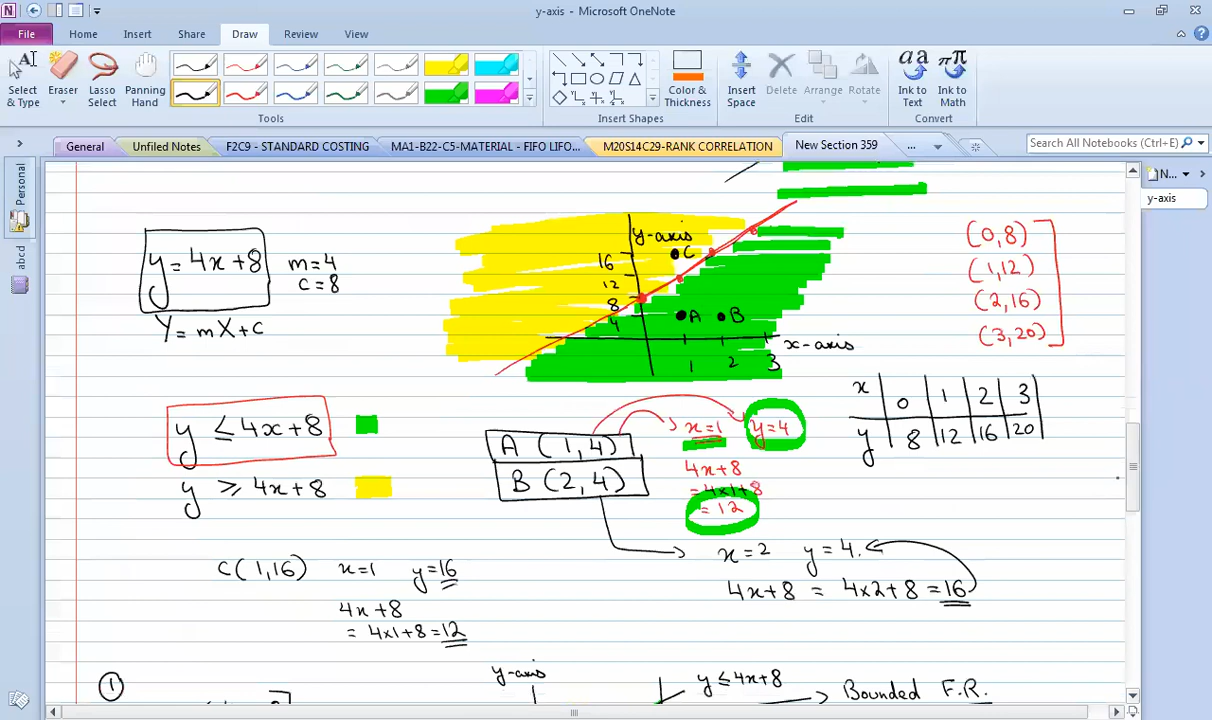 y-axis - Microsoft OneNote
File Home Insert Share Draw Review View
Select & Type
Eraser
Lasso Select
Panning Hand
Color & Thickness
Insert Space
Delete Arrange Rotate
Ink to Text
Ink to Math
Tools
Insert Shapes
Edit
Convert
General
Unfiled Notes
F2C9 - STANDARD COSTING
MA1-B22-C5-MATERIAL - FIFO LIFO...
M20S14C29-RANK CORRELATION
New Section 359
...
Search All Notebooks (Ctrl+E)
Personal
abcd
N...
y-axis
y=4x+8
m=4
c=8
Y=mX+c
y-axis
16
12
8
4
C
A
B
x-axis
1 2 3
(0,8)
(1,12)
(2,16)
(3,20)
x 0 1 2 3
y 8 12 16 20
y ≤4x+8
y ≥ 4x+8
A (1,4)
B (2,4)
x=1 y=4
4x+8
=4x1+8
=12
x=2 y=4.
4x+8 = 4x2+8 =16
C(1,16) x=1 y=16
4x+8
= 4x1+8=12
1
y-axis
y≤4x+8
Bounded F.R.